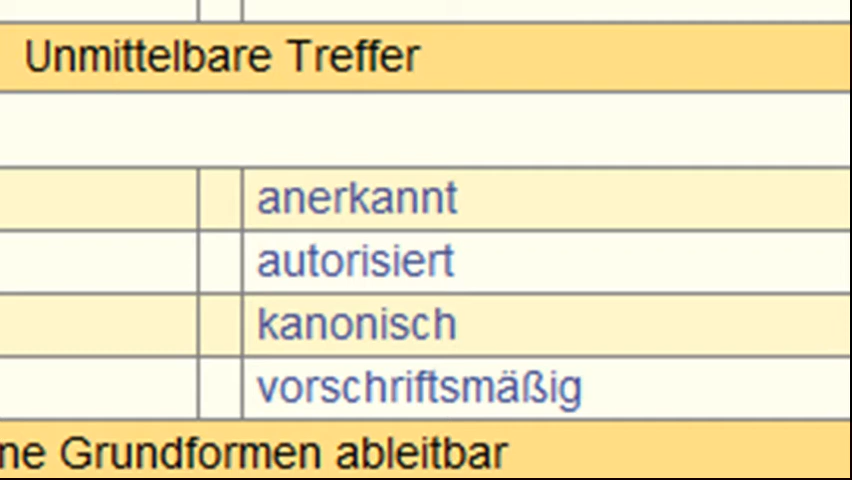 Unmittelbare Treffer
anerkannt
autorisiert
kanonisch
vorschriftsmäßig
ne Grundformen ableitbar